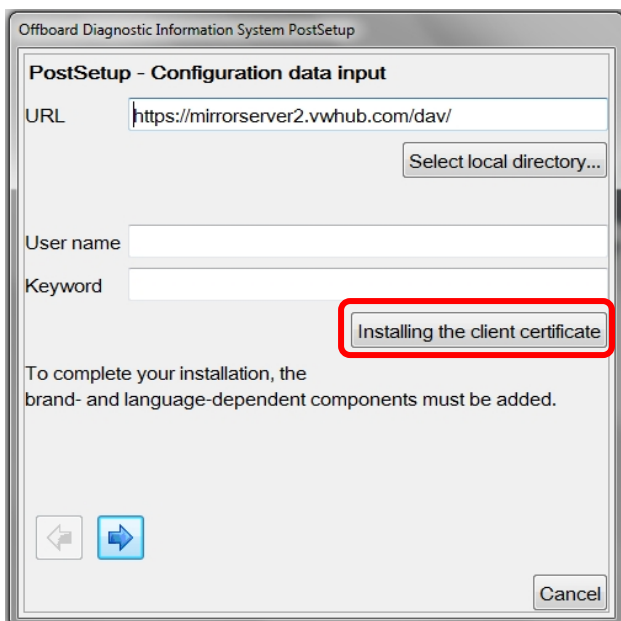 Offboard Diagnostic Information System PostSetup
PostSetup - Configuration data input
URL https://mirrorserver2.vwhub.com/dav/
Select local directory...
User name
Keyword
Installing the client certificate
To complete your installation, the
brand- and language-dependent components must be added.
Cancel